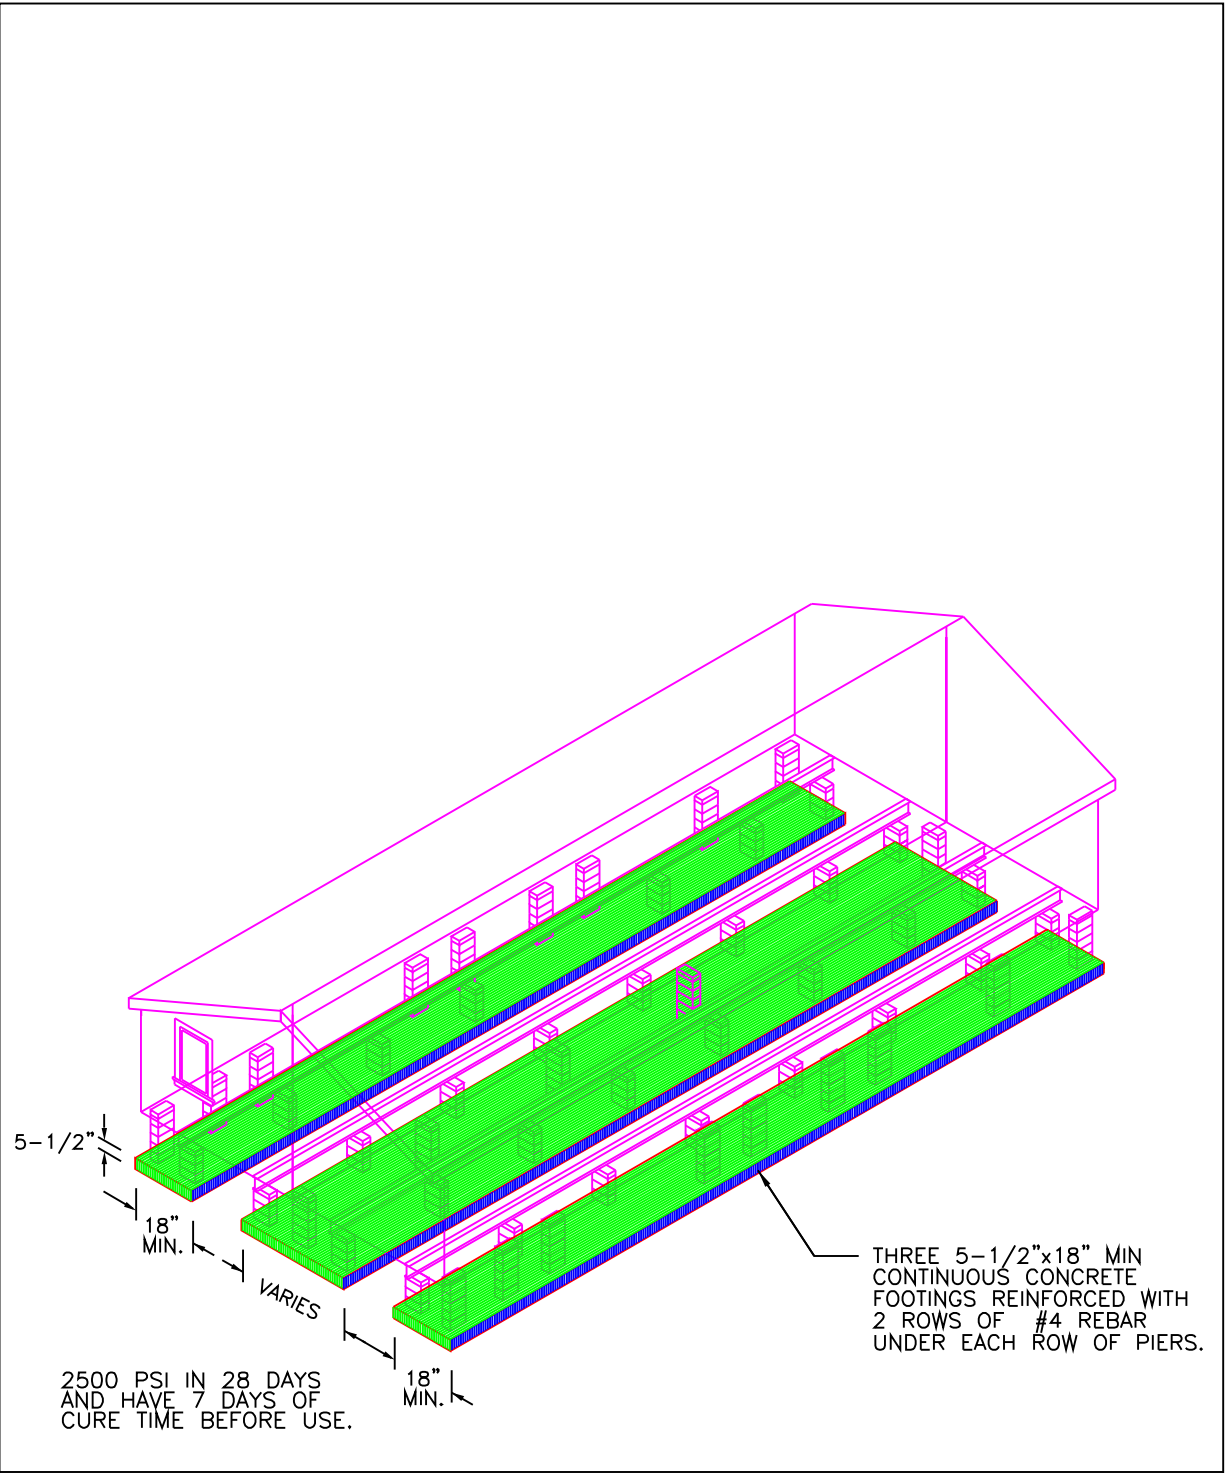 5-1/2"
18"
MIN.
VARIES
18"
MIN.
THREE 5-1/2"x18" MIN
CONTINUOUS CONCRETE
FOOTINGS REINFORCED WITH
2 ROWS OF #4 REBAR
UNDER EACH ROW OF PIERS.
2500 PSI IN 28 DAYS
AND HAVE 7 DAYS OF
CURE TIME BEFORE USE.